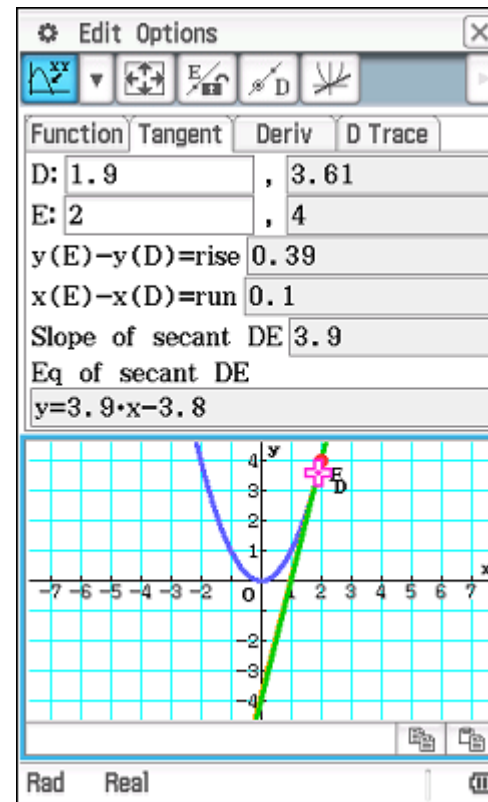 Edit Options
Function Tangent Deriv D Trace
D: 1.9 , 3.61
E: 2 , 4
y(E)−y(D)=rise 0.39
x(E)−x(D)=run 0.1
Slope of secant DE 3.9
Eq of secant DE
y=3.9·x−3.8
4 y
E
3 D
2
1
x
-7 -6 -5 -4 -3 -2 0 1 2 3 4 5 6 7
-2
-3
-4
Rad Real